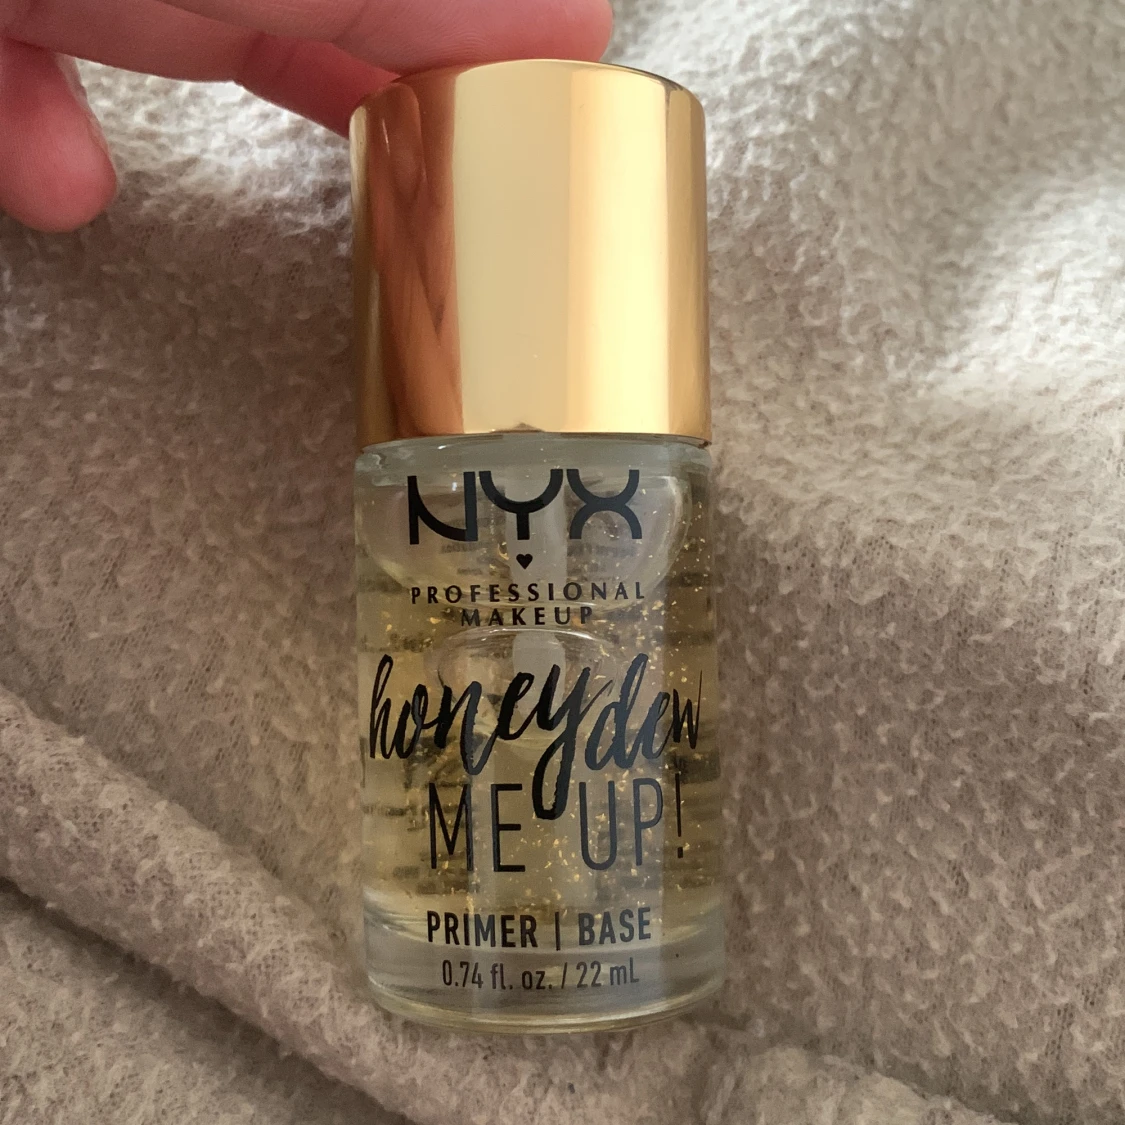 NYX
PROFESSIONAL
MAKEUP
honeydew
ME UP!
PRIMER | BASE
0.74 fl. oz. / 22 mL